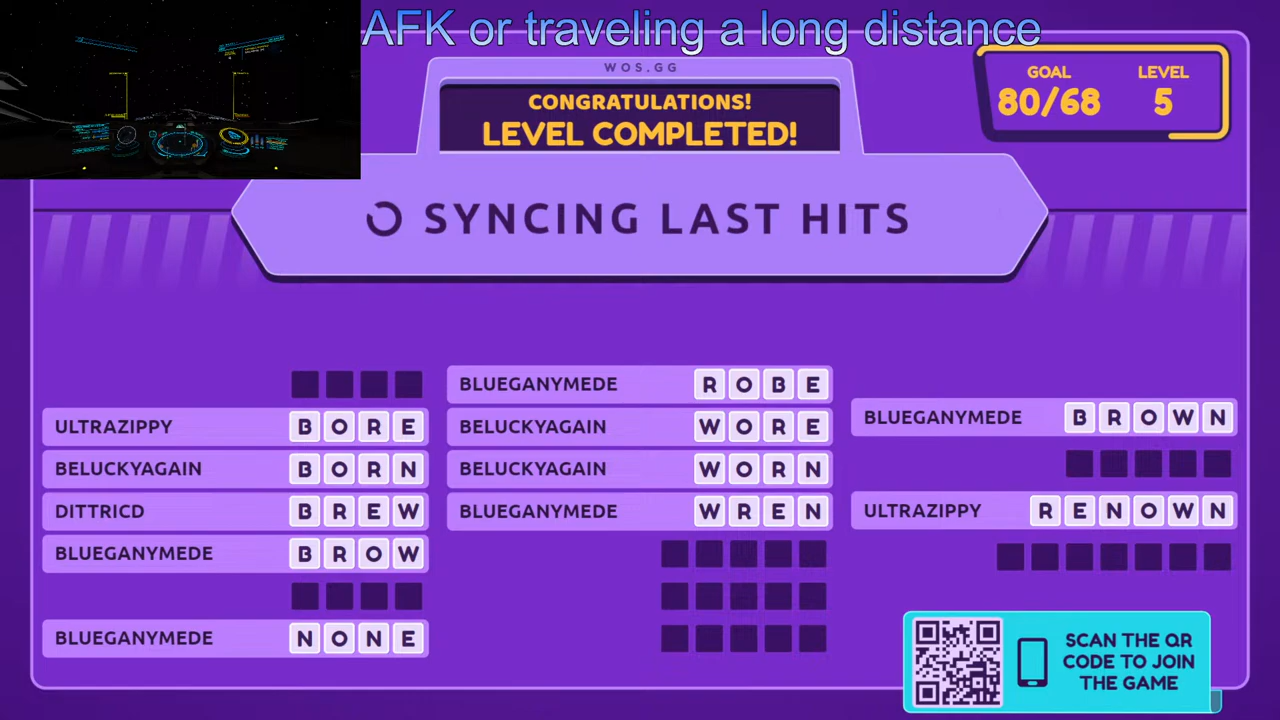 AFK or traveling a long distance
WOS.GG
CONGRATULATIONS!
LEVEL COMPLETED!
GOAL
80/68
LEVEL
5
SYNCING LAST HITS
ULTRAZIPPY BORE
BELUCKYAGAIN BORN
DITTRICD BREW
BLUEGANYMEDE BROW
BLUEGANYMEDE NONE
BLUEGANYMEDE ROBE
BELUCKYAGAIN WORE
BELUCKYAGAIN WORN
BLUEGANYMEDE WREN
BLUEGANYMEDE BROWN
ULTRAZIPPY RENOWN
SCAN THE QR
CODE TO JOIN
THE GAME